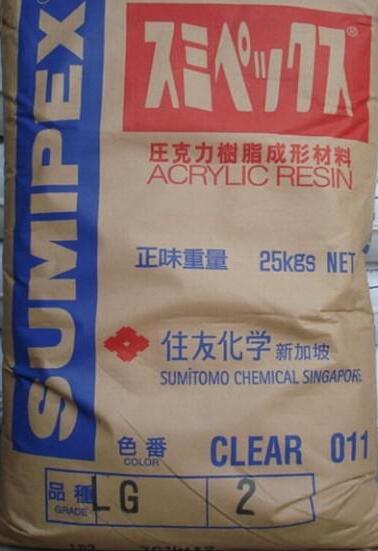 SUMIPEX®
スミペックス®
圧克力樹脂成形材料
ACRYLIC RESIN
正味重量 25kgs NET
住友化学 新加坡
SUMITOMO CHEMICAL SINGAPORE
色番 CLEAR 011
COLOR
品種 LG 2
GRADE